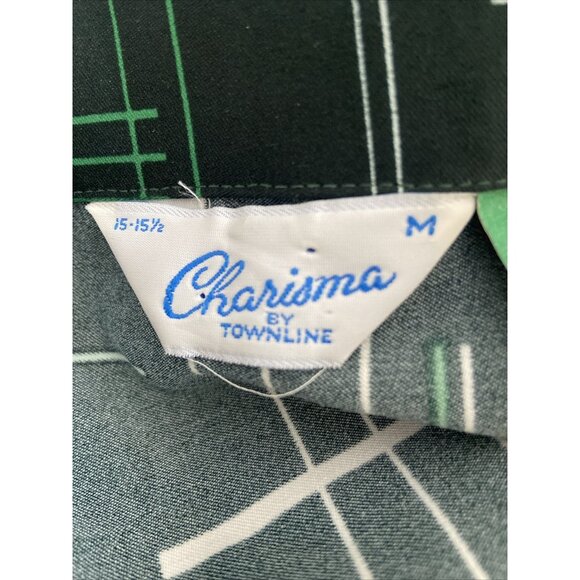 15-15½ M
Charisma
BY
TOWNLINE